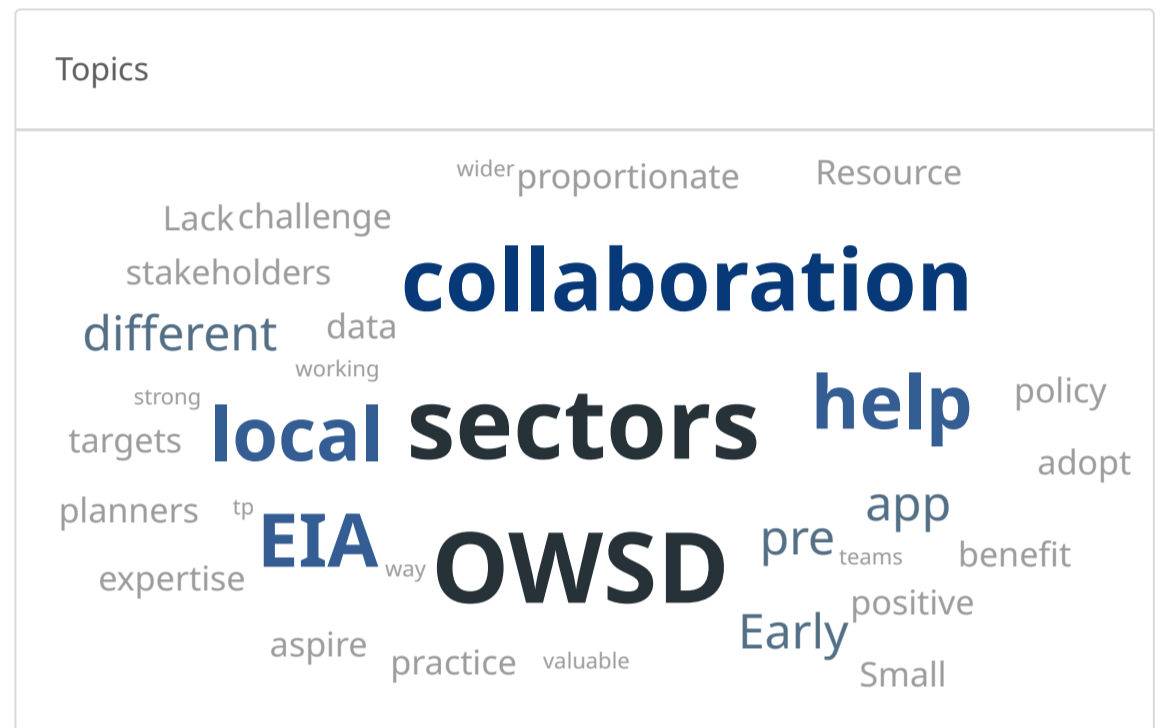 Topics
wider proportionate Resource
Lack challenge
stakeholders collaboration
different data
working
strong local sectors help policy
targets adopt
planners tp EIA way OWSD pre app
teams benefit
expertise positive
Early
aspire practice valuable
Small